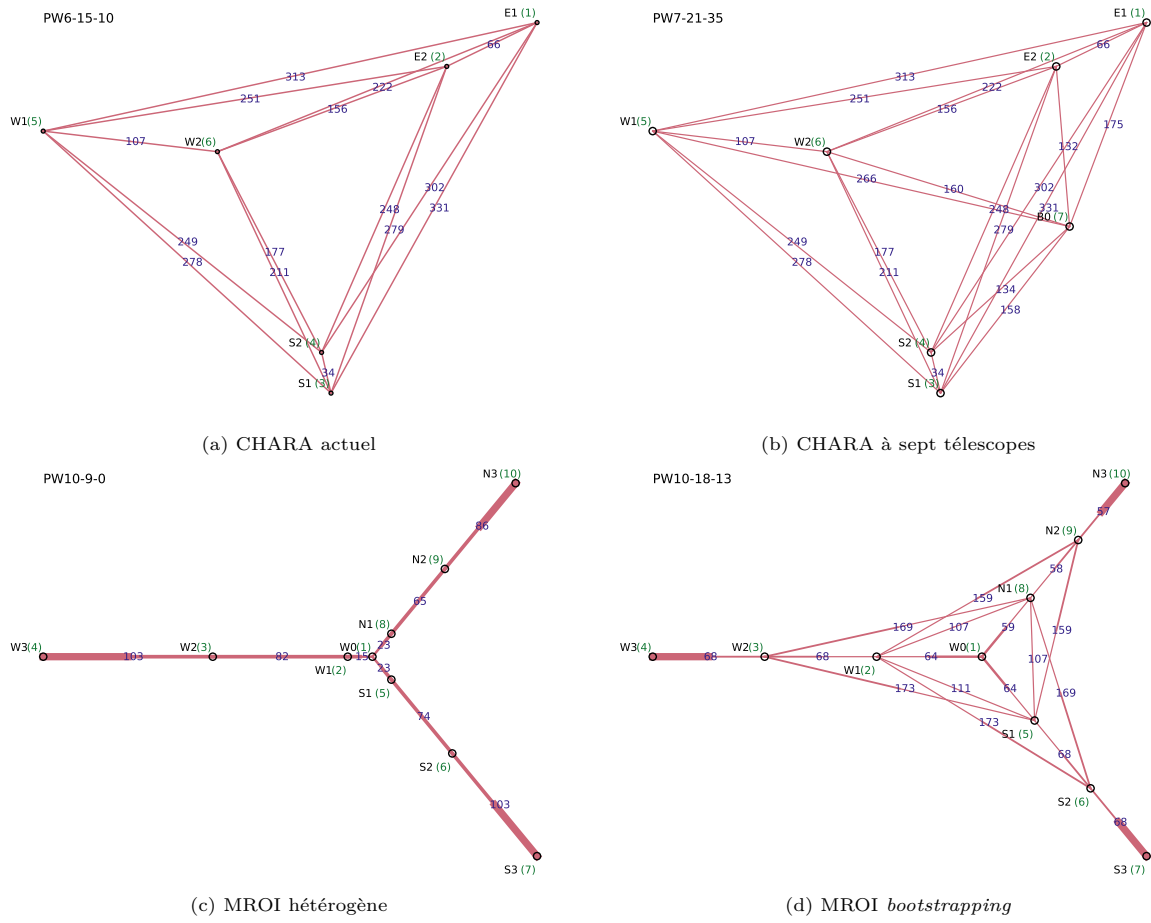 PW6-15-10
E1 (1)
66
E2 (2)
313
222
251
156
W1(5)
107
W2(6)
302
248
331
279
249
177
278
211
S2 (4)
34
S1 (3)
(a) CHARA actuel
PW7-21-35
E1 (1)
66
E2 (2)
313
222
251
156
175
W1(5)
107
W2(6)
132
266
160
302
248
331
B0 (7)
279
249
177
278
211
134
158
S2 (4)
34
S1 (3)
(b) CHARA à sept télescopes
PW10-9-0
N3 (10)
86
N2 (9)
65
N1 (8)
23
W3(4)
103
W2(3)
82
W0(1)
15
W1(2)
23
S1 (5)
74
S2 (6)
103
S3 (7)
(c) MROI hétérogène
PW10-18-13
N3 (10)
57
N2 (9)
58
N1 (8)
159
169
107
59
159
W3(4)
68
W2(3)
68
W1(2)
64
W0(1)
107
173
111
64
169
173
S1 (5)
68
S2 (6)
68
S3 (7)
(d) MROI bootstrapping